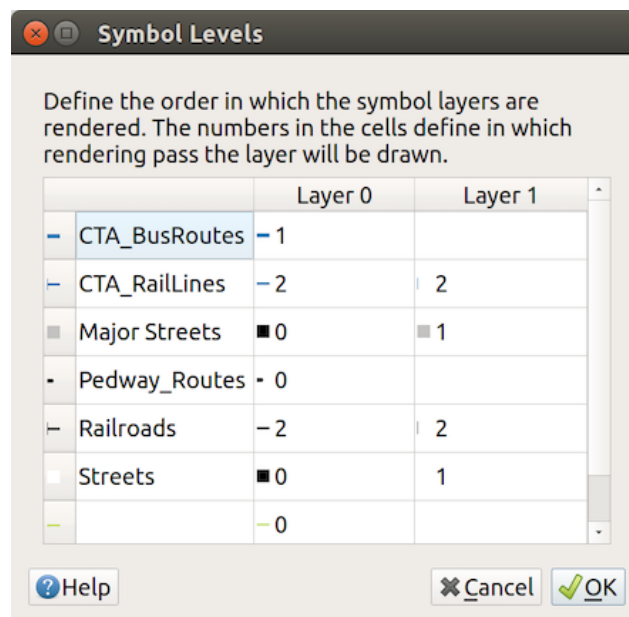 Symbol Levels
Define the order in which the symbol layers are
rendered. The numbers in the cells define in which
rendering pass the layer will be drawn.
Layer 0 Layer 1
CTA_BusRoutes 1
CTA_RailLines 2 2
Major Streets 0 1
Pedway_Routes 0
Railroads 2 2
Streets 0 1
0
Help Cancel OK